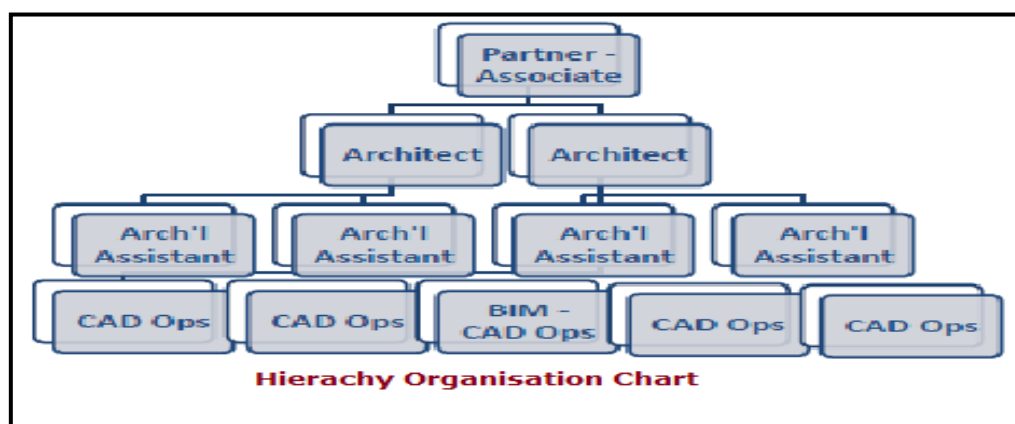 Partner -
Associate
Architect
Architect
Arch'l
Assistant
Arch'l
Assistant
Arch'l
Assistant
Arch'l
Assistant
CAD Ops
CAD Ops
BIM -
CAD Ops
CAD Ops
CAD Ops
Hierachy Organisation Chart